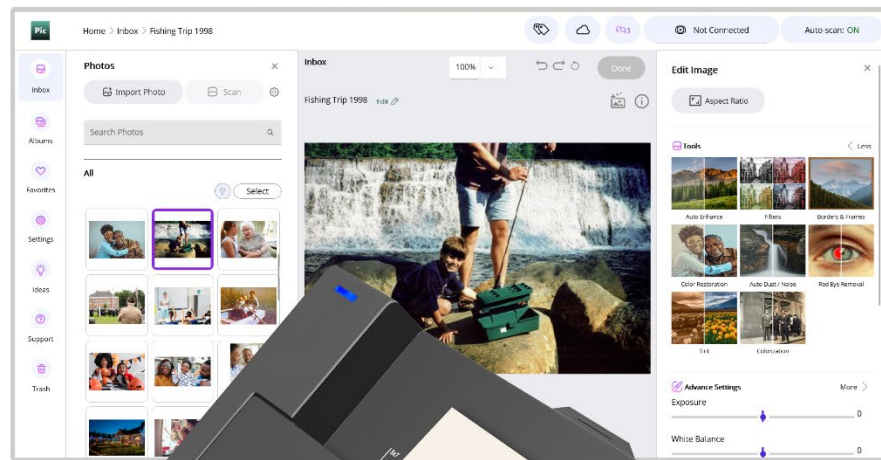 Pic
Home > Inbox > Fishing Trip 1998
Not Connected
Auto-scan: ON
Inbox
Albums
Favorites
Settings
Ideas
Support
Trash
Photos
Import Photo
Scan
Search Photos
All
Select
Inbox
100%
Done
Fishing Trip 1998 Edit
Edit Image
Aspect Ratio
Tools
< Less
Auto Enhance
Filters
Borders & Frames
Color Restoration
Auto Dust / Noise
Red Eye Removal
Tint
Colorization
Advance Settings
More >
Exposure
0
White Balance
0
5x7